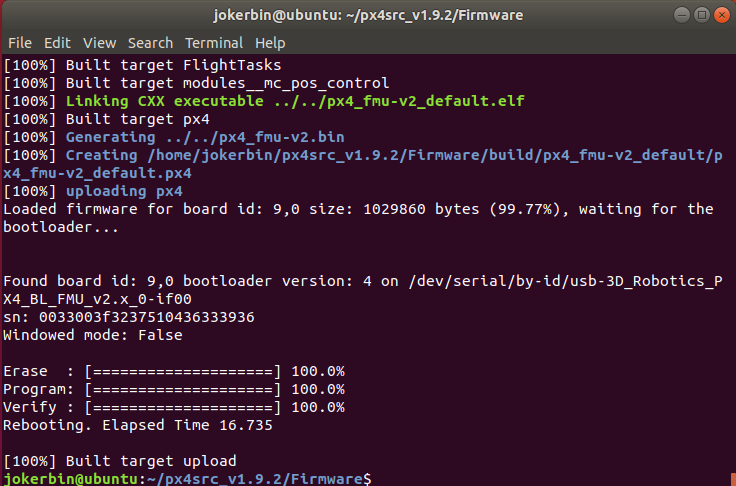 jokerbin@ubuntu: ~/px4src_v1.9.2/Firmware
File Edit View Search Terminal Help
[100%] Built target FlightTasks
[100%] Built target modules__mc_pos_control
[100%] Linking CXX executable ../../px4_fmu-v2_default.elf
[100%] Built target px4
[100%] Generating ../../px4_fmu-v2.bin
[100%] Creating /home/jokerbin/px4src_v1.9.2/Firmware/build/px4_fmu-v2_default/p
x4_fmu-v2_default.px4
[100%] uploading px4
Loaded firmware for board id: 9,0 size: 1029860 bytes (99.77%), waiting for the
bootloader...
Found board id: 9,0 bootloader version: 4 on /dev/serial/by-id/usb-3D_Robotics_P
X4_BL_FMU_v2.x_0-if00
sn: 0033003f3237510436333936
Windowed mode: False
Erase  : [====================] 100.0%
Program: [====================] 100.0%
Verify : [====================] 100.0%
Rebooting. Elapsed Time 16.735
[100%] Built target upload
jokerbin@ubuntu:~/px4src_v1.9.2/Firmware$